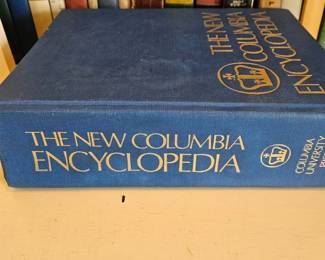 THE NEW
COLUMBIA
ENCYCLOPEDIA
THE NEW COLUMBIA
ENCYCLOPEDIA
COLUMBIA
UNIVERSITY